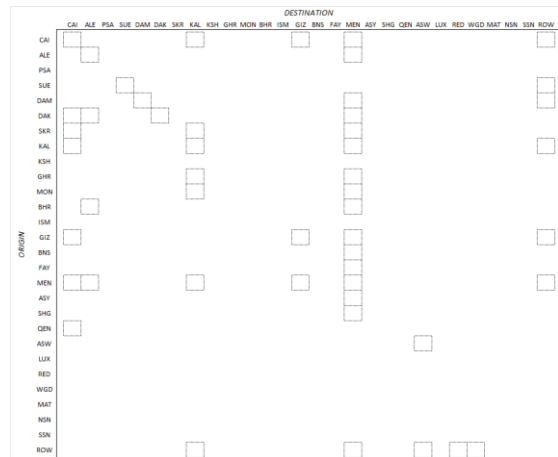 DESTINATION
CAI ALE PSA SUE DAM DAK SKR KAL KSH GHR MON BHR ISM GIZ BNS FAY MEN ASY SHG QEN ASW LUX RED WGD MAT NSN SSN ROW
CAI
ALE
PSA
SUE
DAM
DAK
SKR
KAL
KSH
GHR
MON
BHR
ISM
GIZ
BNS
FAY
MEN
ASY
SHG
QEN
ASW
LUX
RED
WGD
MAT
NSN
SSN
ROW
ORIGIN